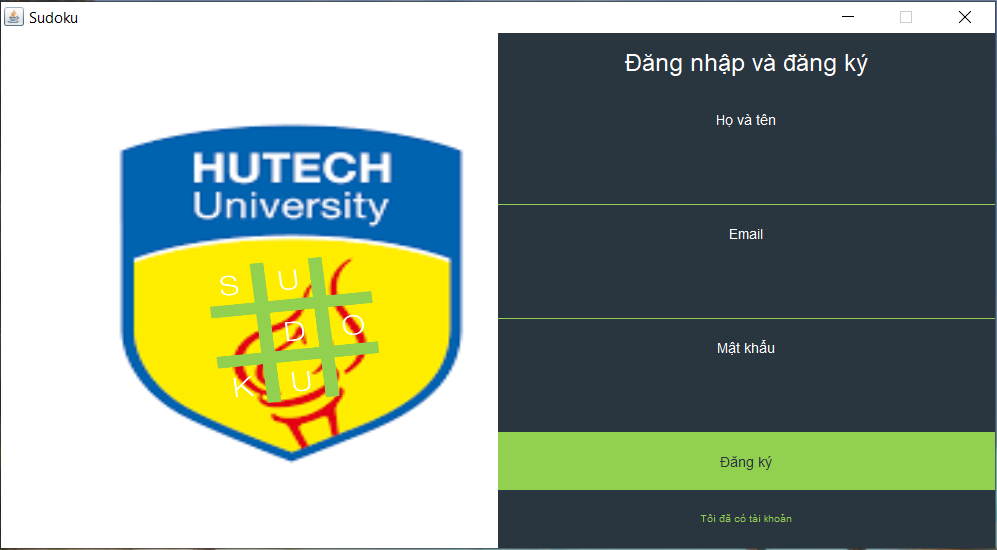 Sudoku
HUTECH
University
S U
D O
K U
Đăng nhập và đăng ký
Họ và tên
Email
Mật khẩu
Đăng ký
Tôi đã có tài khoản